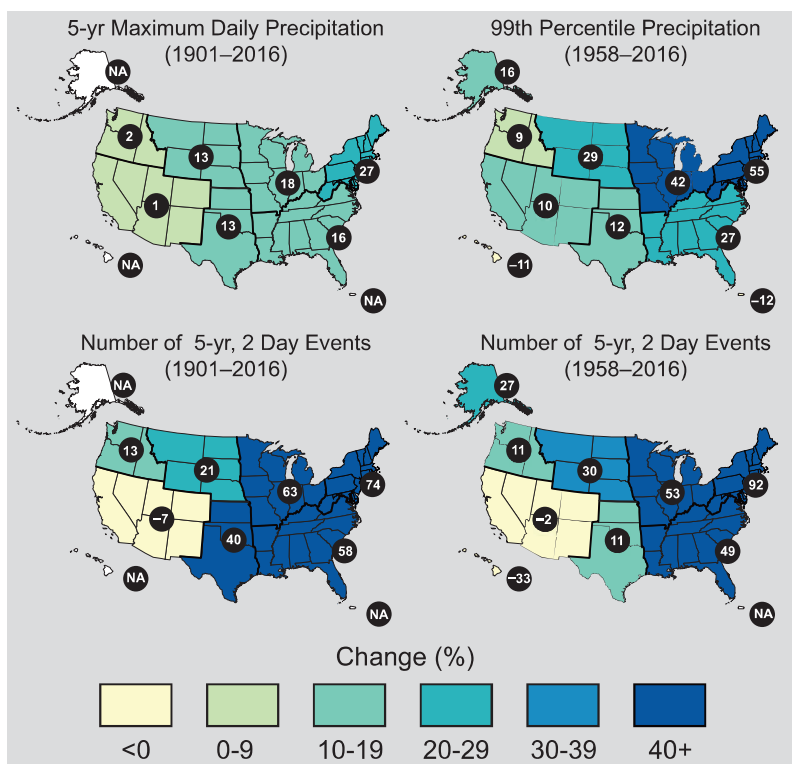 5-yr Maximum Daily Precipitation
(1901–2016)
NA
2
13
1
13
18
27
16
NA
NA
99th Percentile Precipitation
(1958–2016)
16
9
29
10
12
42
55
27
–11
–12
Number of 5-yr, 2 Day Events
(1901–2016)
NA
13
21
–7
40
63
74
58
NA
NA
Number of 5-yr, 2 Day Events
(1958–2016)
27
11
30
–2
11
53
92
49
–33
NA
Change (%)
<0 0-9 10-19 20-29 30-39 40+